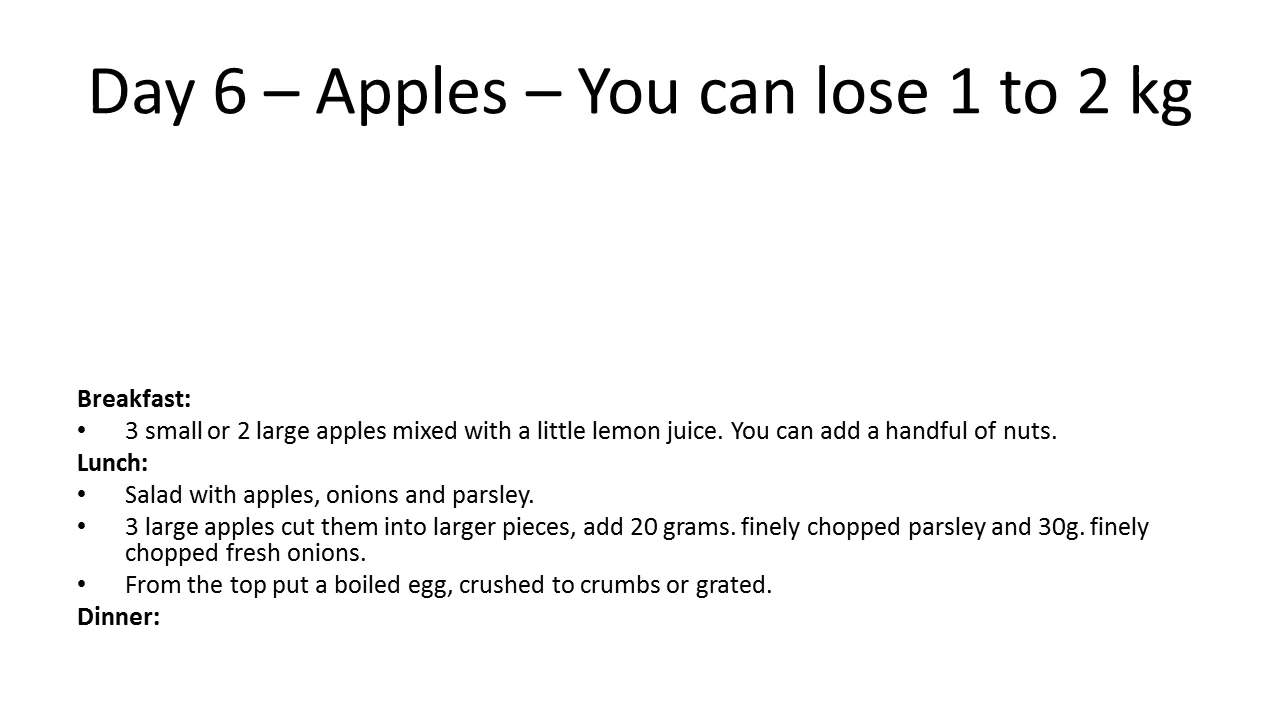 Day 6 – Apples – You can lose 1 to 2 kg
Breakfast:
• 3 small or 2 large apples mixed with a little lemon juice. You can add a handful of nuts.
Lunch:
• Salad with apples, onions and parsley.
• 3 large apples cut them into larger pieces, add 20 grams. finely chopped parsley and 30g. finely
chopped fresh onions.
• From the top put a boiled egg, crushed to crumbs or grated.
Dinner: